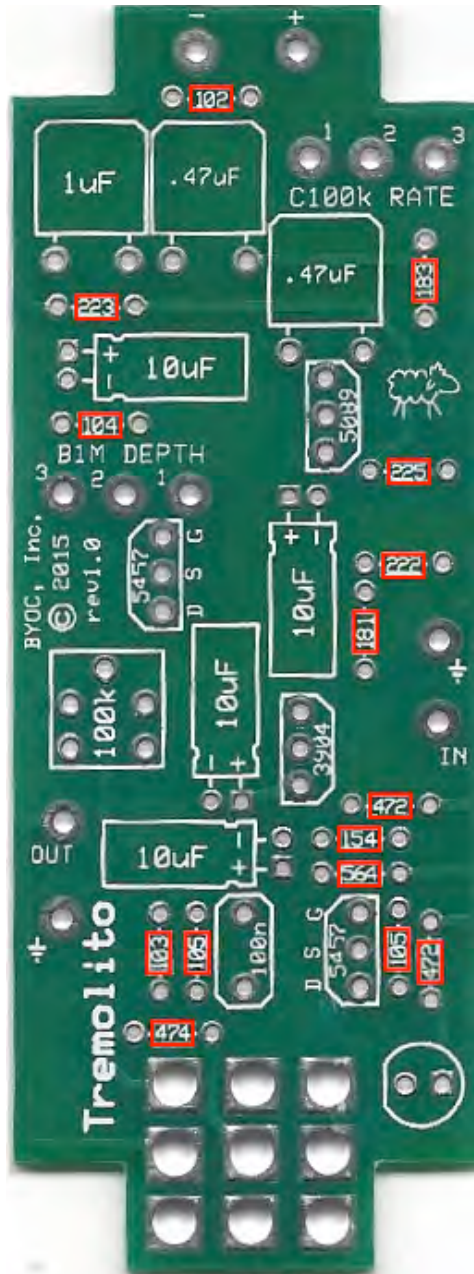 - +
102
1 2 3
1uF .47uF
C100k RATE
.47uF
183
223
+
-
10uF
5089
104
B1M DEPTH
225
3 2 1
BYOC, Inc.
© 2015
rev1.0
5457
G
S
D
+ -
10uF
222
181
100k
10uF
- +
3904
IN
472
OUT
10uF
-
+
154
564
103
105
100n
G
S
D
5457
105
472
474
Tremolito